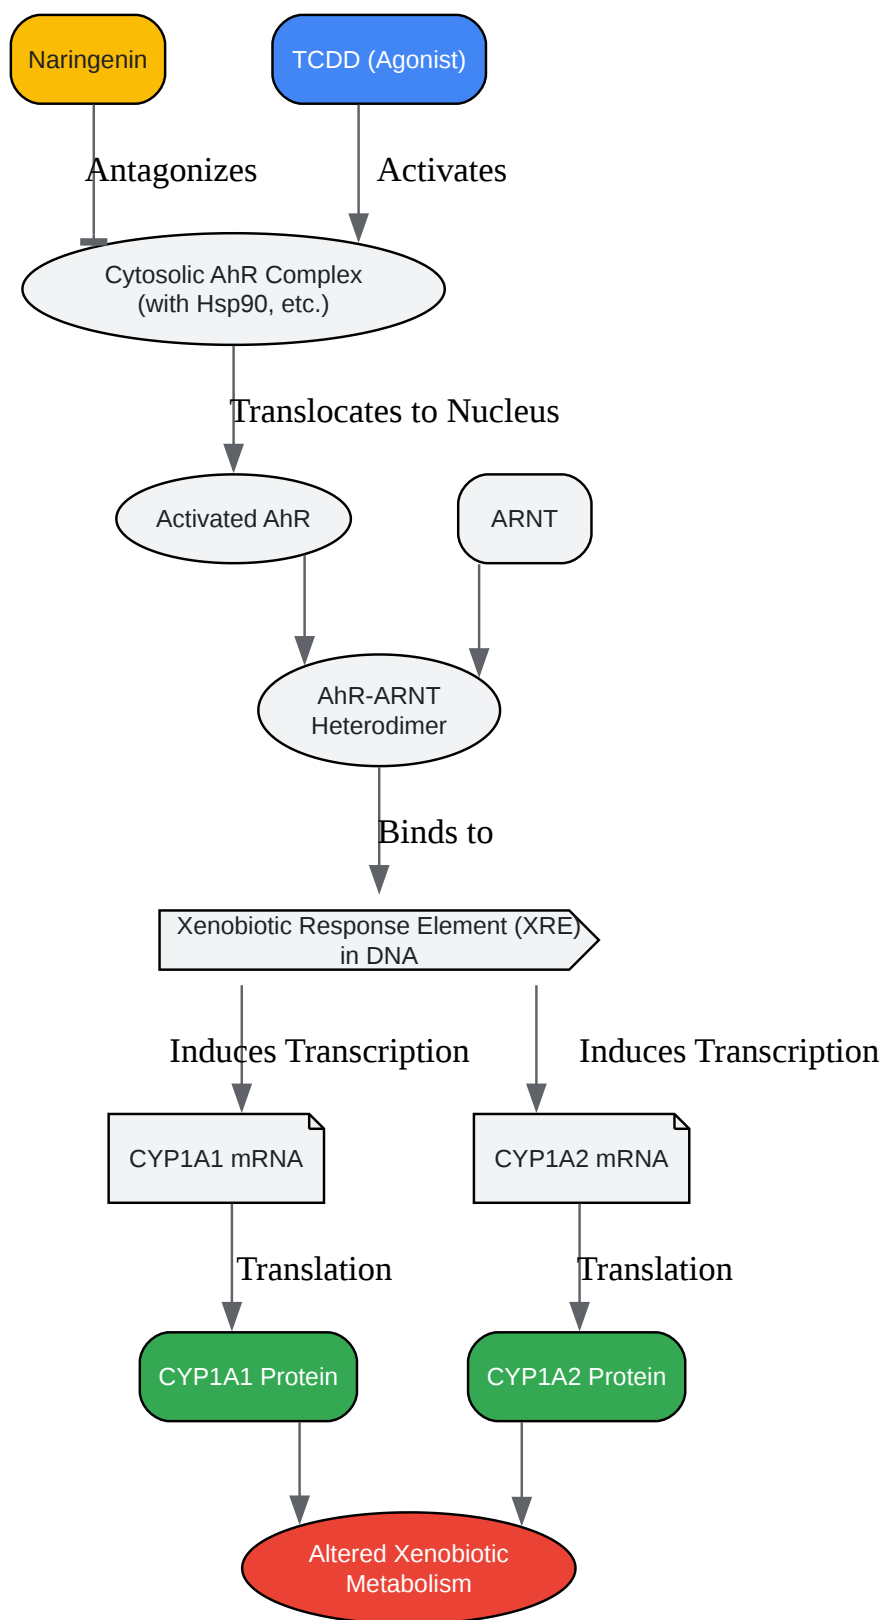 Naringenin
TCDD (Agonist)
Antagonizes
Activates
Cytosolic AhR Complex
(with Hsp90, etc.)
Translocates to Nucleus
Activated AhR
ARNT
AhR-ARNT
Heterodimer
Binds to
Xenobiotic Response Element (XRE)
in DNA
Induces Transcription
Induces Transcription
CYP1A1 mRNA
CYP1A2 mRNA
Translation
Translation
CYP1A1 Protein
CYP1A2 Protein
Altered Xenobiotic
Metabolism